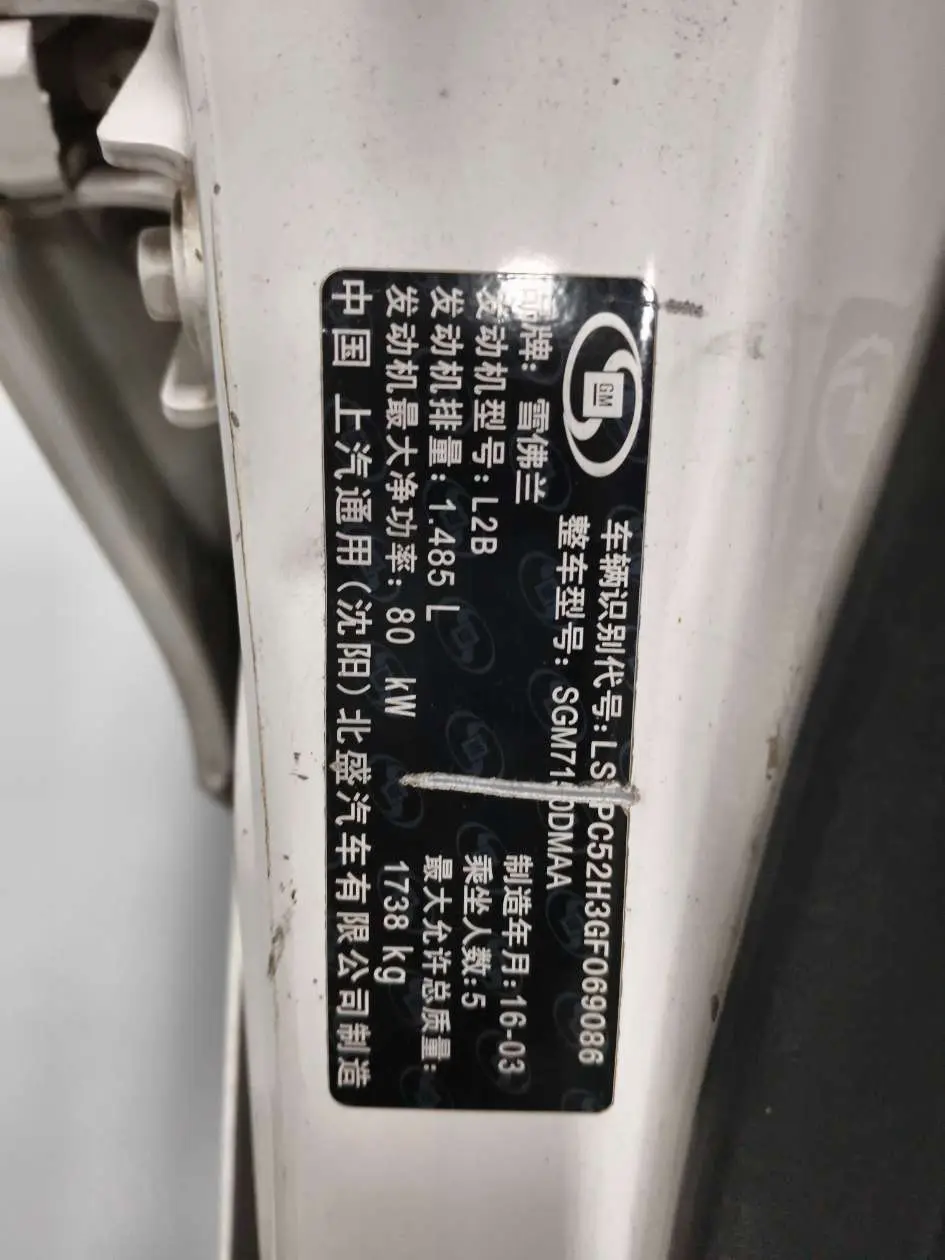 GM
车辆识别代号:LS PC52H3GF069086
整车型号: SGM71 0DMAA
品牌: 雪佛兰
发动机型号:L2B
制造年月:16-03
发动机排量:1.485 L
乘坐人数:5
发动机最大净功率: 80 kW
最大允许总质量:
1738 kg
中国 上汽通用(沈阳)北盛汽车有限公司制造